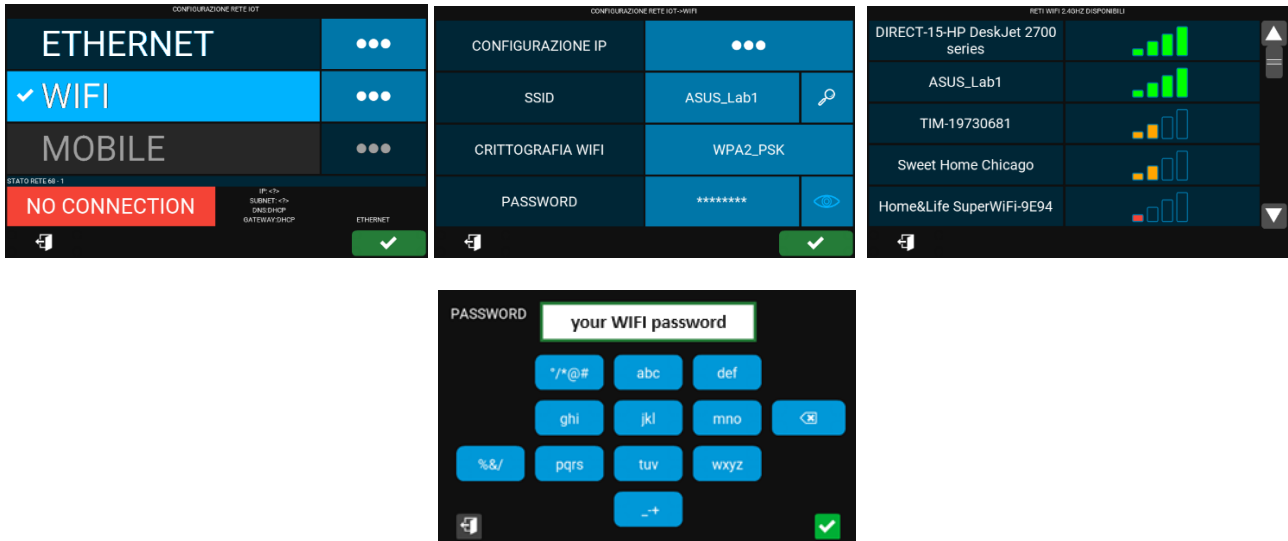 CONFIGURAZIONE RETE IOT
ETHERNET
WIFI
MOBILE
STATO RETE 68 - 1
NO CONNECTION
IP: <?>
SUBNET: <?>
DNS:DHCP
GATEWAY:DHCP
ETHERNET
CONFIGURAZIONE RETE IOT->WIFI
CONFIGURAZIONE IP
SSID
ASUS_Lab1
CRITTOGRAFIA WIFI
WPA2_PSK
PASSWORD
********
RETI WIFI 2.4GHZ DISPONIBILI
DIRECT-15-HP DeskJet 2700
series
ASUS_Lab1
TIM-19730681
Sweet Home Chicago
Home&Life SuperWiFi-9E94
PASSWORD
your WIFI password
°/*@#
abc
def
ghi
jkl
mno
%&/
pqrs
tuv
wxyz
_-+